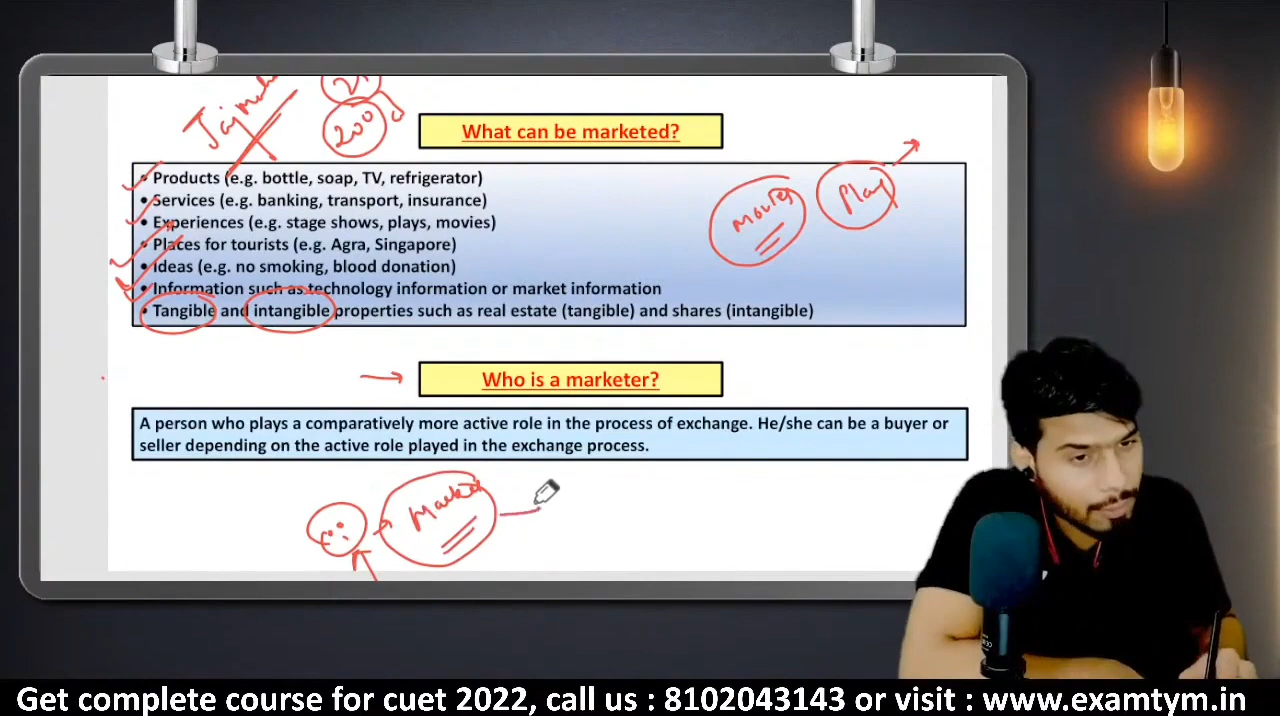 Tajmahal
200
What can be marketed?
• Products (e.g. bottle, soap, TV, refrigerator)
• Services (e.g. banking, transport, insurance)
• Experiences (e.g. stage shows, plays, movies)
• Places for tourists (e.g. Agra, Singapore)
• Ideas (e.g. no smoking, blood donation)
• Information such as technology information or market information
• Tangible and intangible properties such as real estate (tangible) and shares (intangible)
Movies
Play
Who is a marketer?
A person who plays a comparatively more active role in the process of exchange. He/she can be a buyer or
seller depending on the active role played in the exchange process.
Get complete course for cuet 2022, call us : 8102043143 or visit : www.examtym.in